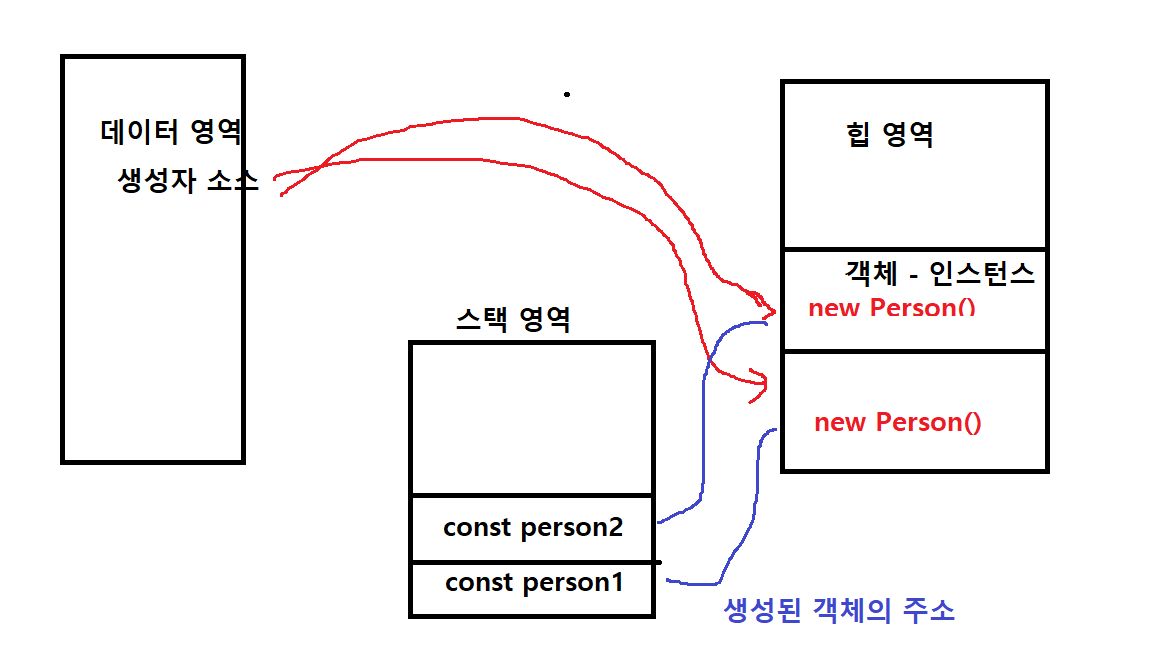 데이터 영역
생성자 소스
스택 영역
const person2
const person1
힙 영역
객체 - 인스턴스
new Person()
new Person()
생성된 객체의 주소